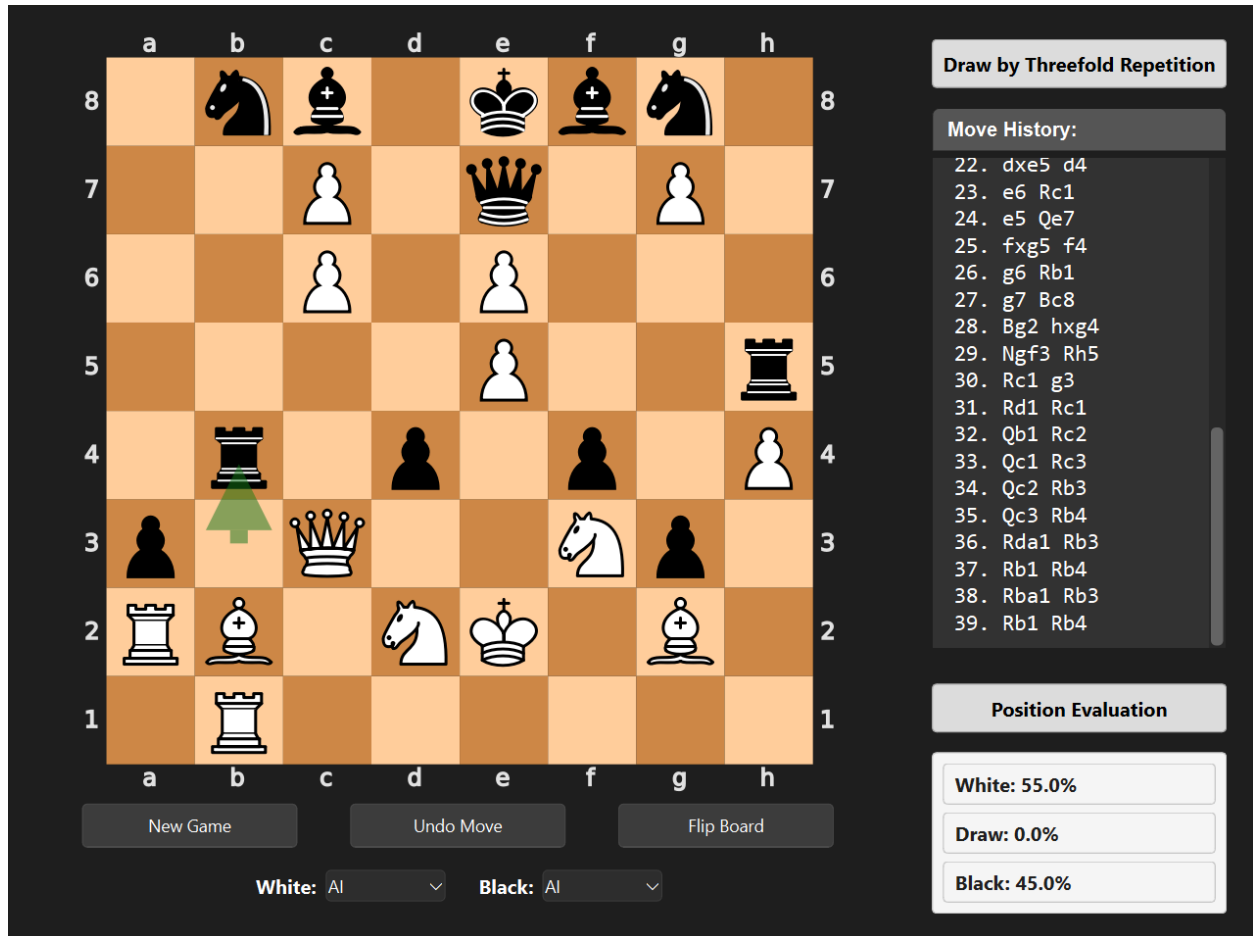 a b c d e f g h
8 8
7 7
6 6
5 5
4 4
3 3
2 2
1 1
a b c d e f g h
New Game Undo Move Flip Board
White: AI Black: AI
Draw by Threefold Repetition
Move History:
22. dxe5 d4
23. e6 Rc1
24. e5 Qe7
25. fxg5 f4
26. g6 Rb1
27. g7 Bc8
28. Bg2 hxg4
29. Ngf3 Rh5
30. Rc1 g3
31. Rd1 Rc1
32. Qb1 Rc2
33. Qc1 Rc3
34. Qc2 Rb3
35. Qc3 Rb4
36. Rda1 Rb3
37. Rb1 Rb4
38. Rba1 Rb3
39. Rb1 Rb4
Position Evaluation
White: 55.0%
Draw: 0.0%
Black: 45.0%